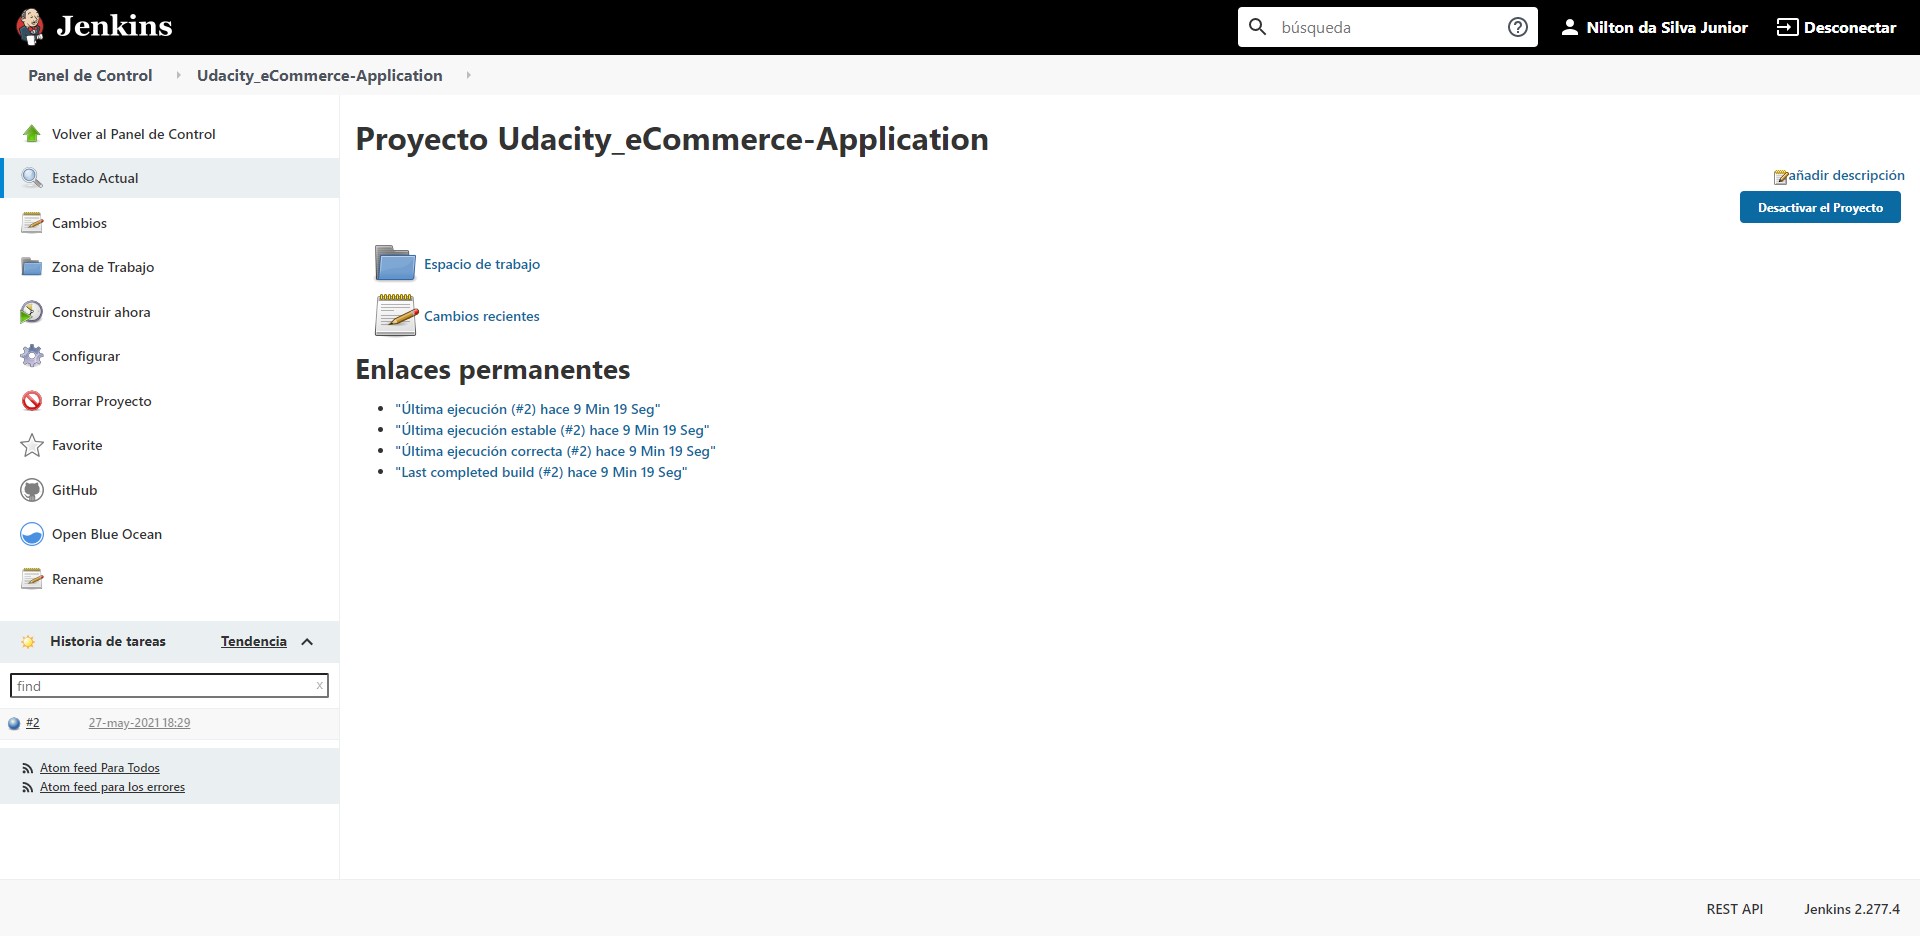 Jenkins
búsqueda
Nilton da Silva Junior
Desconectar
Panel de Control
Udacity_eCommerce-Application
Volver al Panel de Control
Estado Actual
Cambios
Zona de Trabajo
Construir ahora
Configurar
Borrar Proyecto
Favorite
GitHub
Open Blue Ocean
Rename
Historia de tareas
Tendencia
find
x
#2
27-may-2021 18:29
Atom feed Para Todos
Atom feed para los errores
Proyecto Udacity_eCommerce-Application
añadir descripción
Desactivar el Proyecto
Espacio de trabajo
Cambios recientes
Enlaces permanentes
"Última ejecución (#2) hace 9 Min 19 Seg"
"Última ejecución estable (#2) hace 9 Min 19 Seg"
"Última ejecución correcta (#2) hace 9 Min 19 Seg"
"Last completed build (#2) hace 9 Min 19 Seg"
REST API
Jenkins 2.277.4